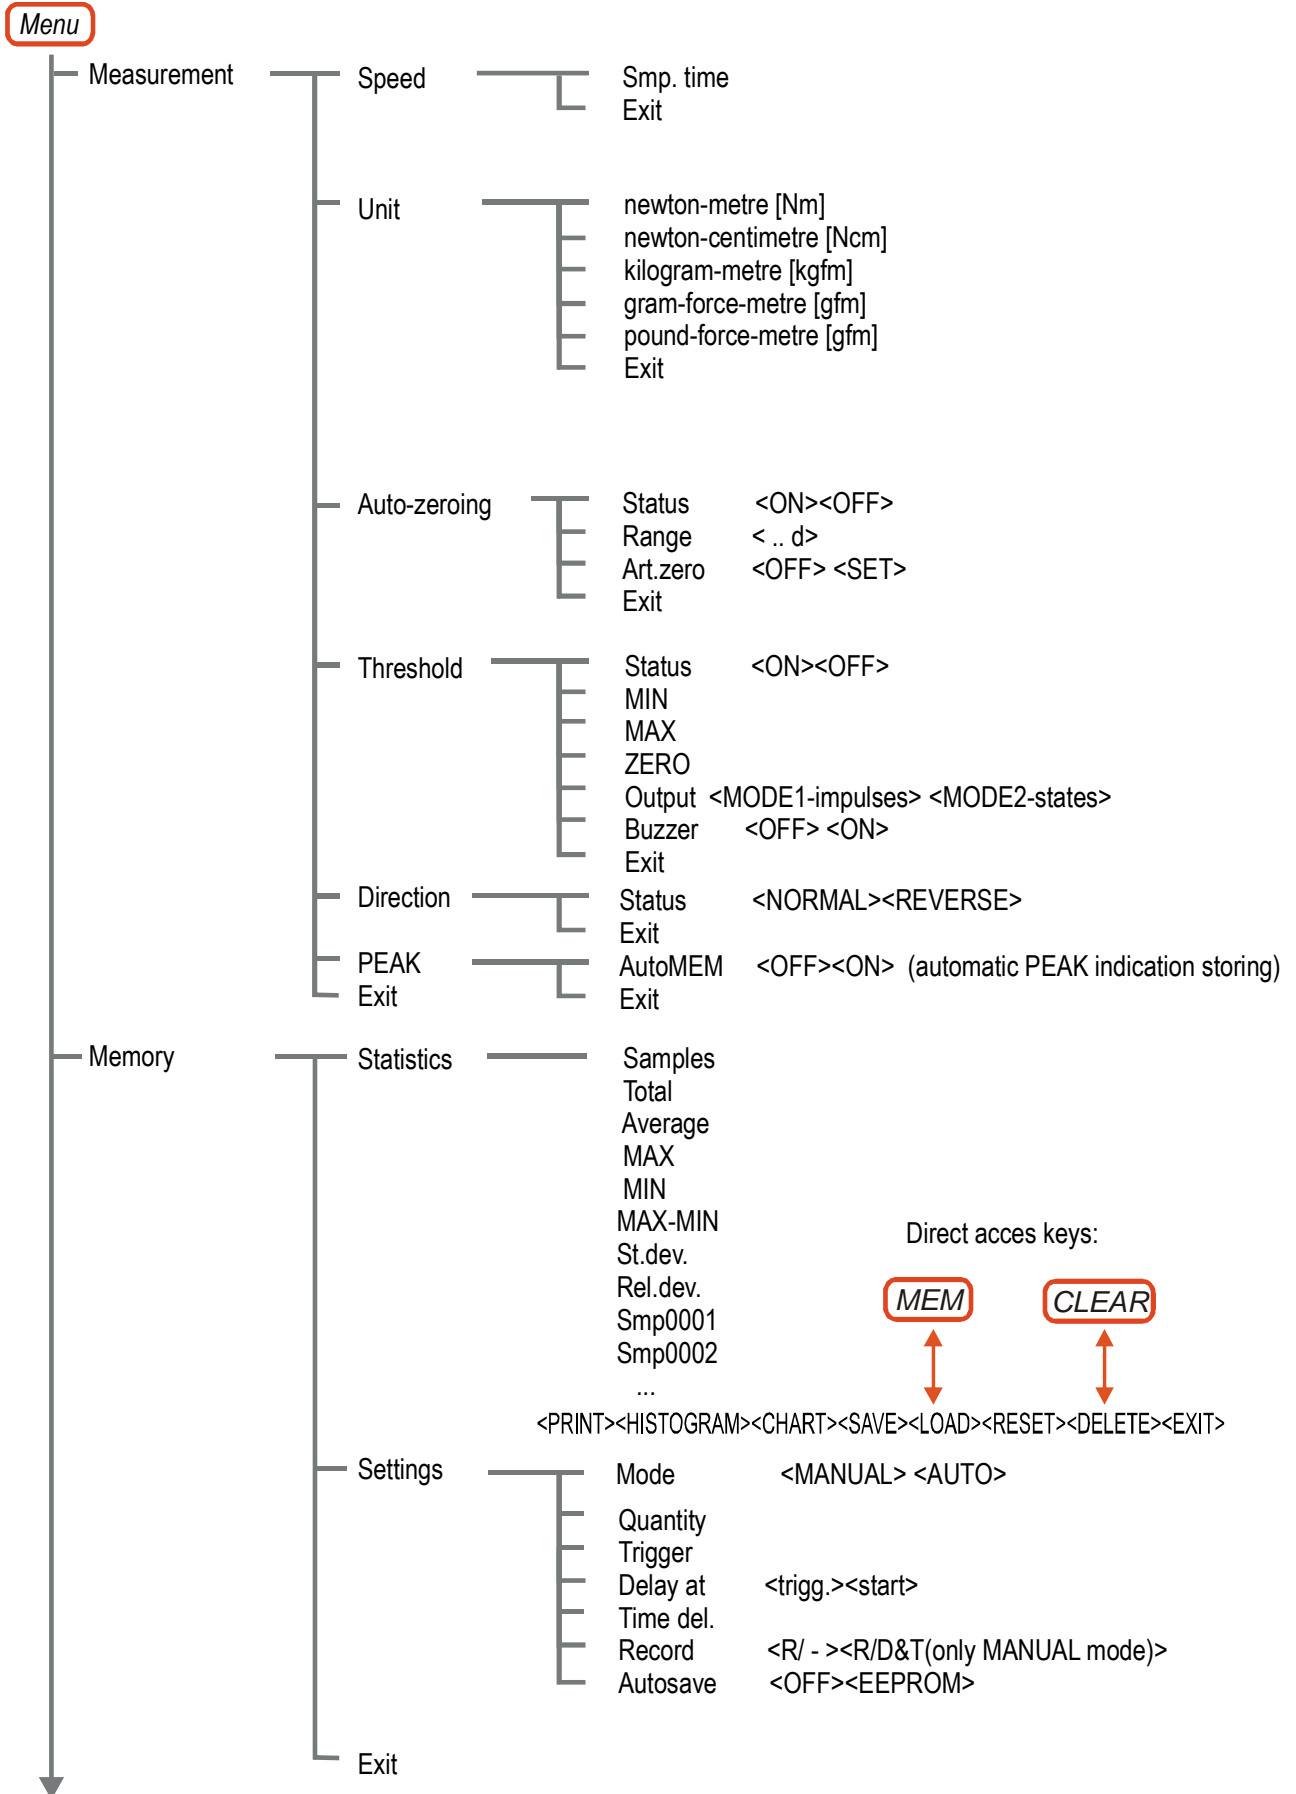 Menu
Measurement Speed Smp. time
Exit
Unit newton-metre [Nm]
newton-centimetre [Ncm]
kilogram-metre [kgfm]
gram-force-metre [gfm]
pound-force-metre [gfm]
Exit
Auto-zeroing Status <ON><OFF>
Range < .. d>
Art.zero <OFF> <SET>
Exit
Threshold Status <ON><OFF>
MIN
MAX
ZERO
Output <MODE1-impulses> <MODE2-states>
Buzzer <OFF> <ON>
Exit
Direction Status <NORMAL><REVERSE>
Exit
PEAK AutoMEM <OFF><ON> (automatic PEAK indication storing)
Exit Exit
Memory Statistics Samples
Total
Average
MAX
MIN
MAX-MIN
Direct acces keys:
St.dev.
Rel.dev.
MEM CLEAR
Smp0001
Smp0002
...
<PRINT><HISTOGRAM><CHART><SAVE><LOAD><RESET><DELETE><EXIT>
Settings Mode <MANUAL> <AUTO>
Quantity
Trigger
Delay at <trigg.><start>
Time del.
Record <R/ - ><R/D&T(only MANUAL mode)>
Autosave <OFF><EEPROM>
Exit